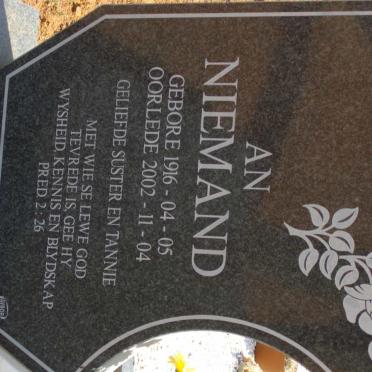 AN
NIEMAND
GEBORE 1916 - 04 - 05
OORLEDE 2002 - 11 - 04
GELIEFDE SUSTER EN TANNIE
MET WIE SE LEWE GOD
TEVREDE IS, GEE HY
WYSHEID, KENNIS EN BLYDSKAP
PRED 2 : 26